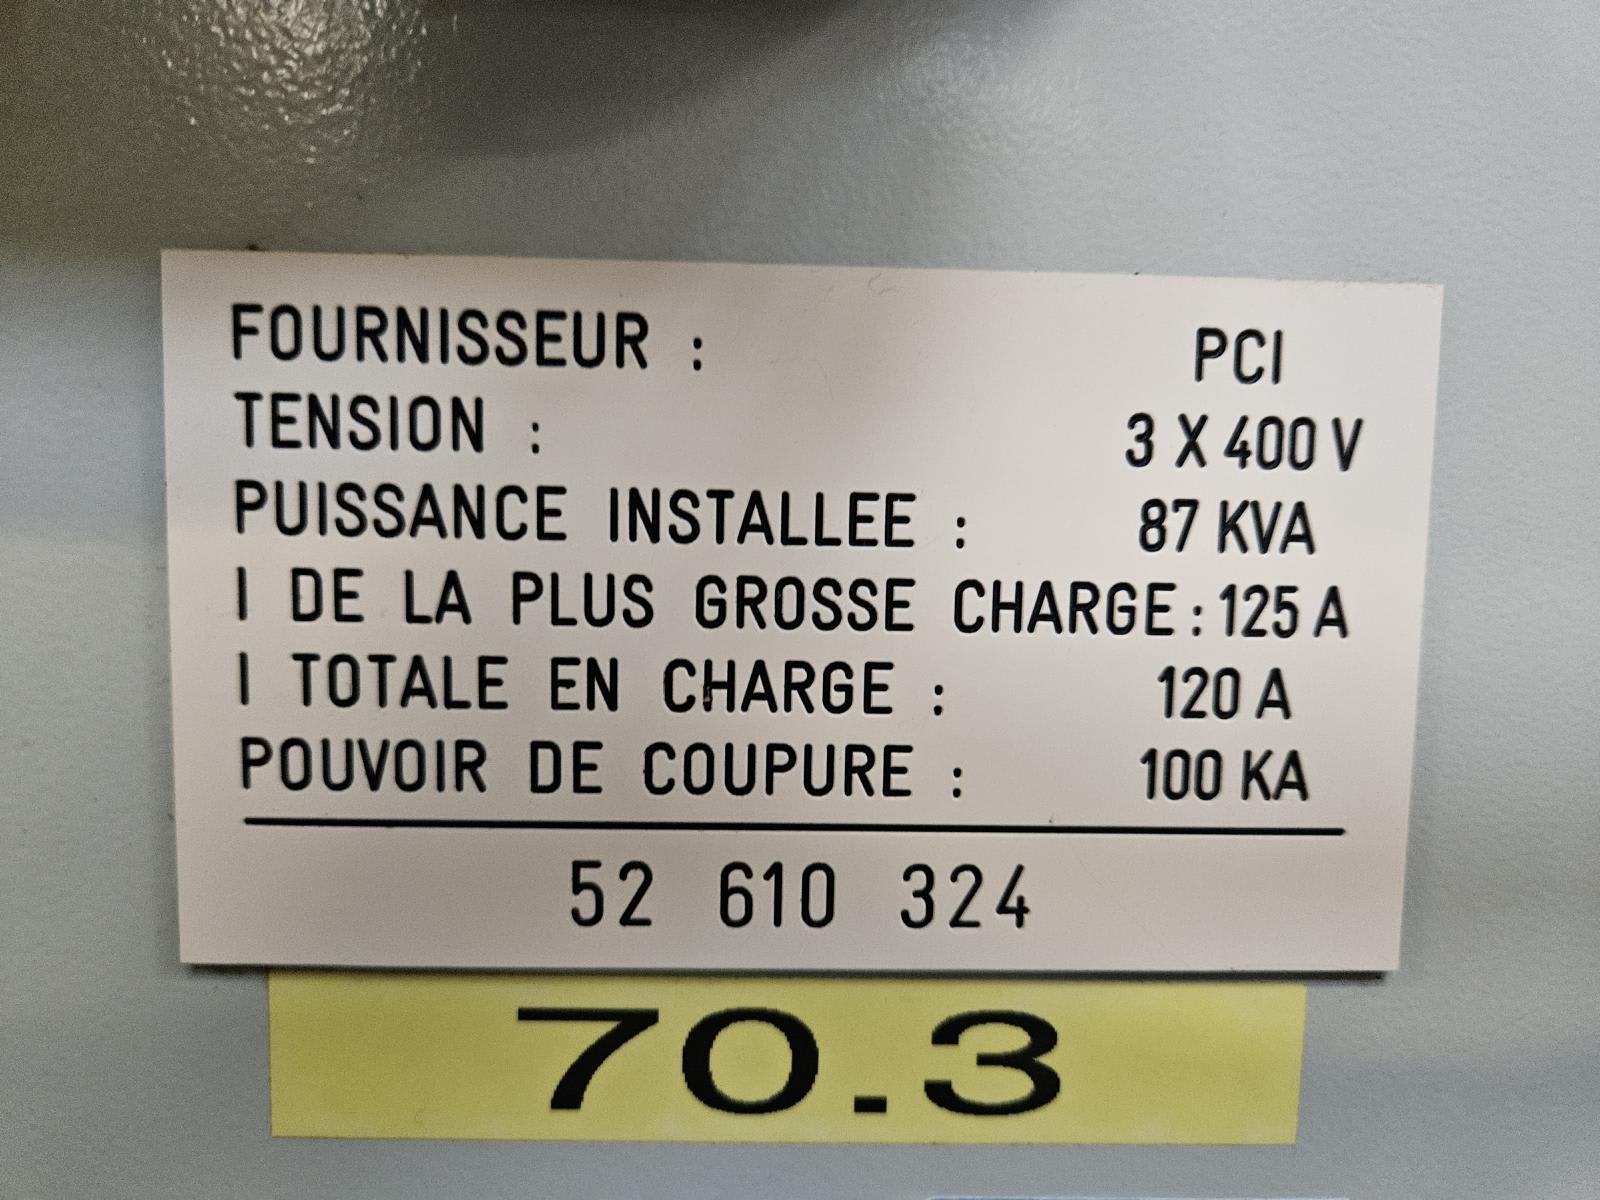 FOURNISSEUR : PCI
TENSION : 3 X 400 V
PUISSANCE INSTALLEE : 87 KVA
I DE LA PLUS GROSSE CHARGE : 125 A
I TOTALE EN CHARGE : 120 A
POUVOIR DE COUPURE : 100 KA
52 610 324
70.3